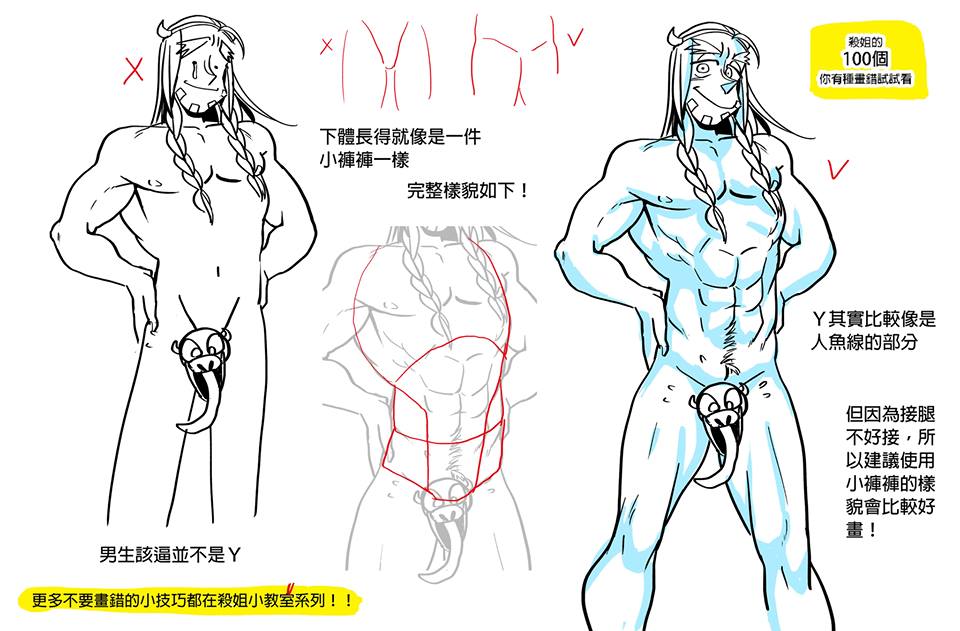 殺姐的
100個
你有種畫錯試試看
下體長得就像是一件
小褲褲一樣
完整樣貌如下！
Ｙ其實比較像是
人魚線的部分
但因為接腿
不好接，所
以建議使用
小褲褲的樣
貌會比較好
畫！
男生該逼並不是Ｙ
更多不要畫錯的小技巧都在殺姐小教室系列！！